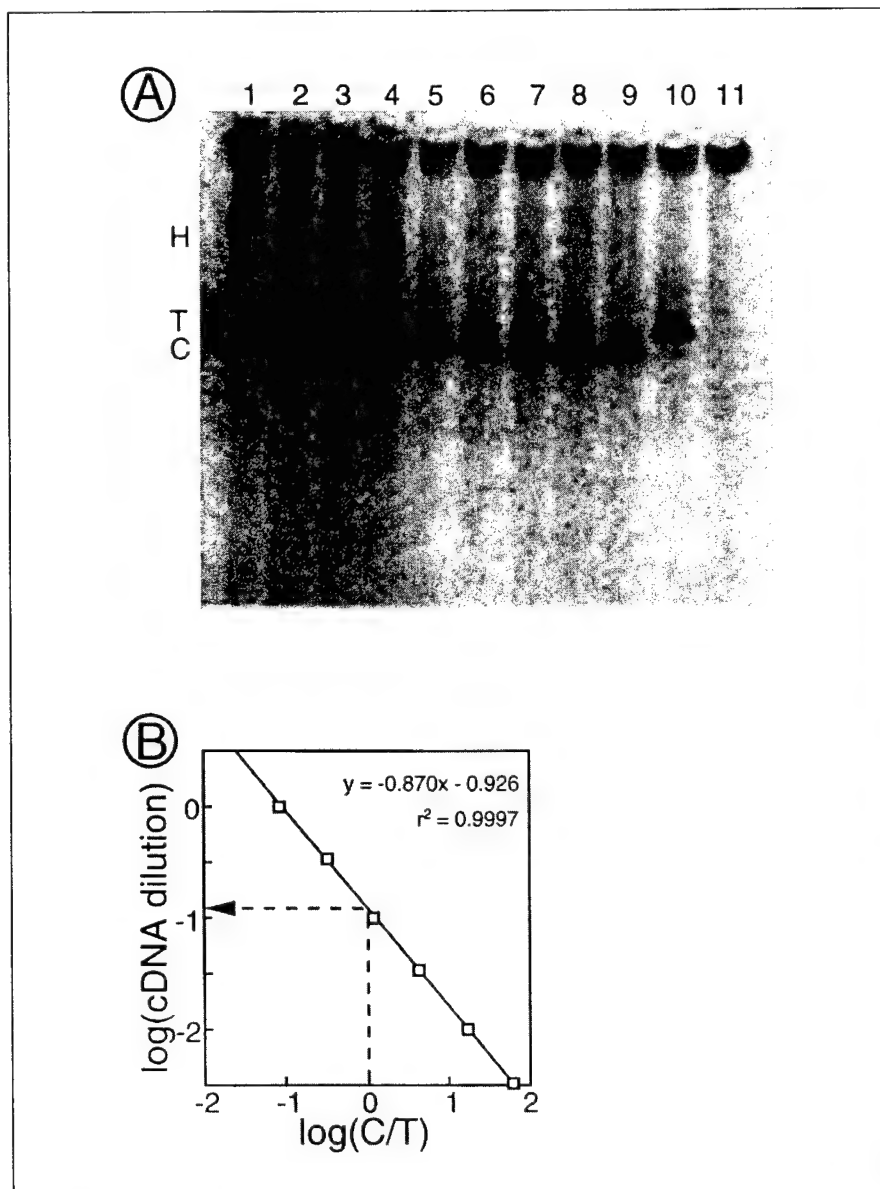 A 1 2 3 4 5 6 7 8 9 10 11
H
T
C
B
y = -0.870x - 0.926
r² = 0.9997
log(cDNA dilution)
0
-1
-2
-2 -1 0 1 2
log(C/T)